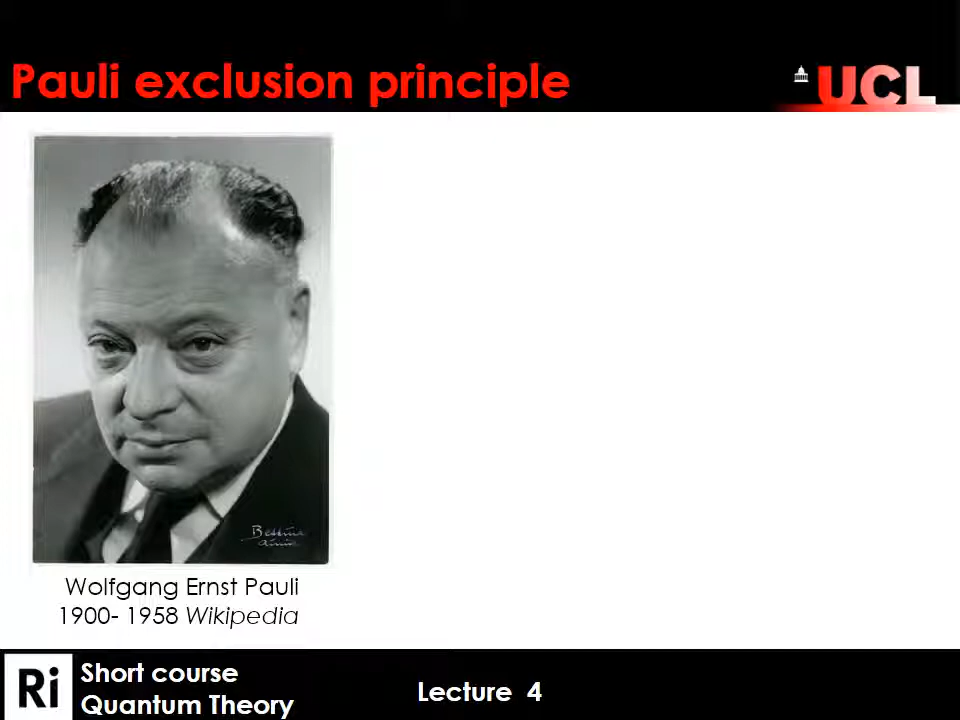 Pauli exclusion principle
UCL
Wolfgang Ernst Pauli
1900- 1958 Wikipedia
Ri
Short course
Quantum Theory
Lecture 4